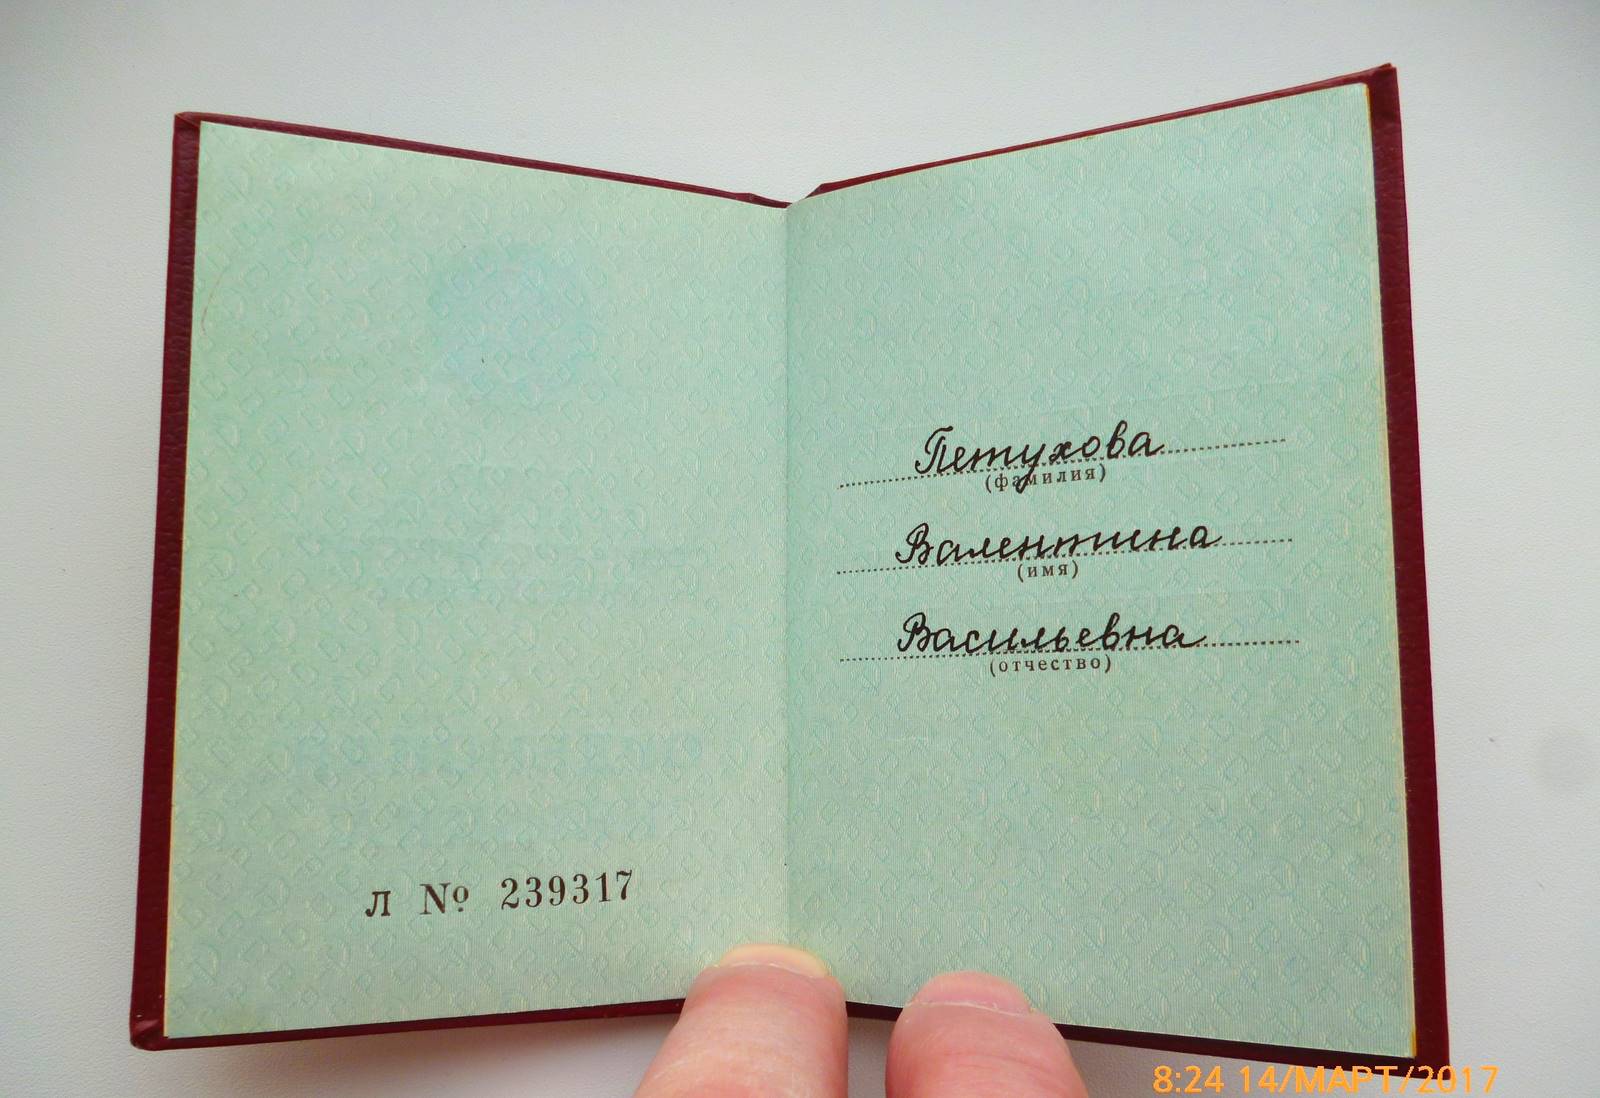 Л № 239317
Петухова
(фамилия)
Валентина
(имя)
Васильевна
(отчество)
8:24 14/МАРТ/2017